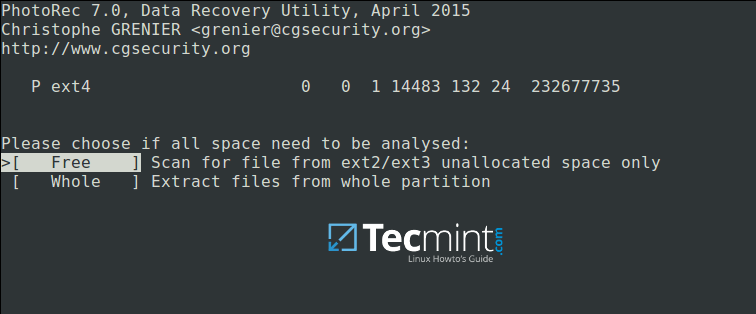 PhotoRec 7.0, Data Recovery Utility, April 2015
Christophe GRENIER <grenier@cgsecurity.org>
http://www.cgsecurity.org
P ext4 0 0 1 14483 132 24 232677735
Please choose if all space need to be analysed:
>[ Free ] Scan for file from ext2/ext3 unallocated space only
[ Whole ] Extract files from whole partition
Tecmint.com
Linux Howto's Guide